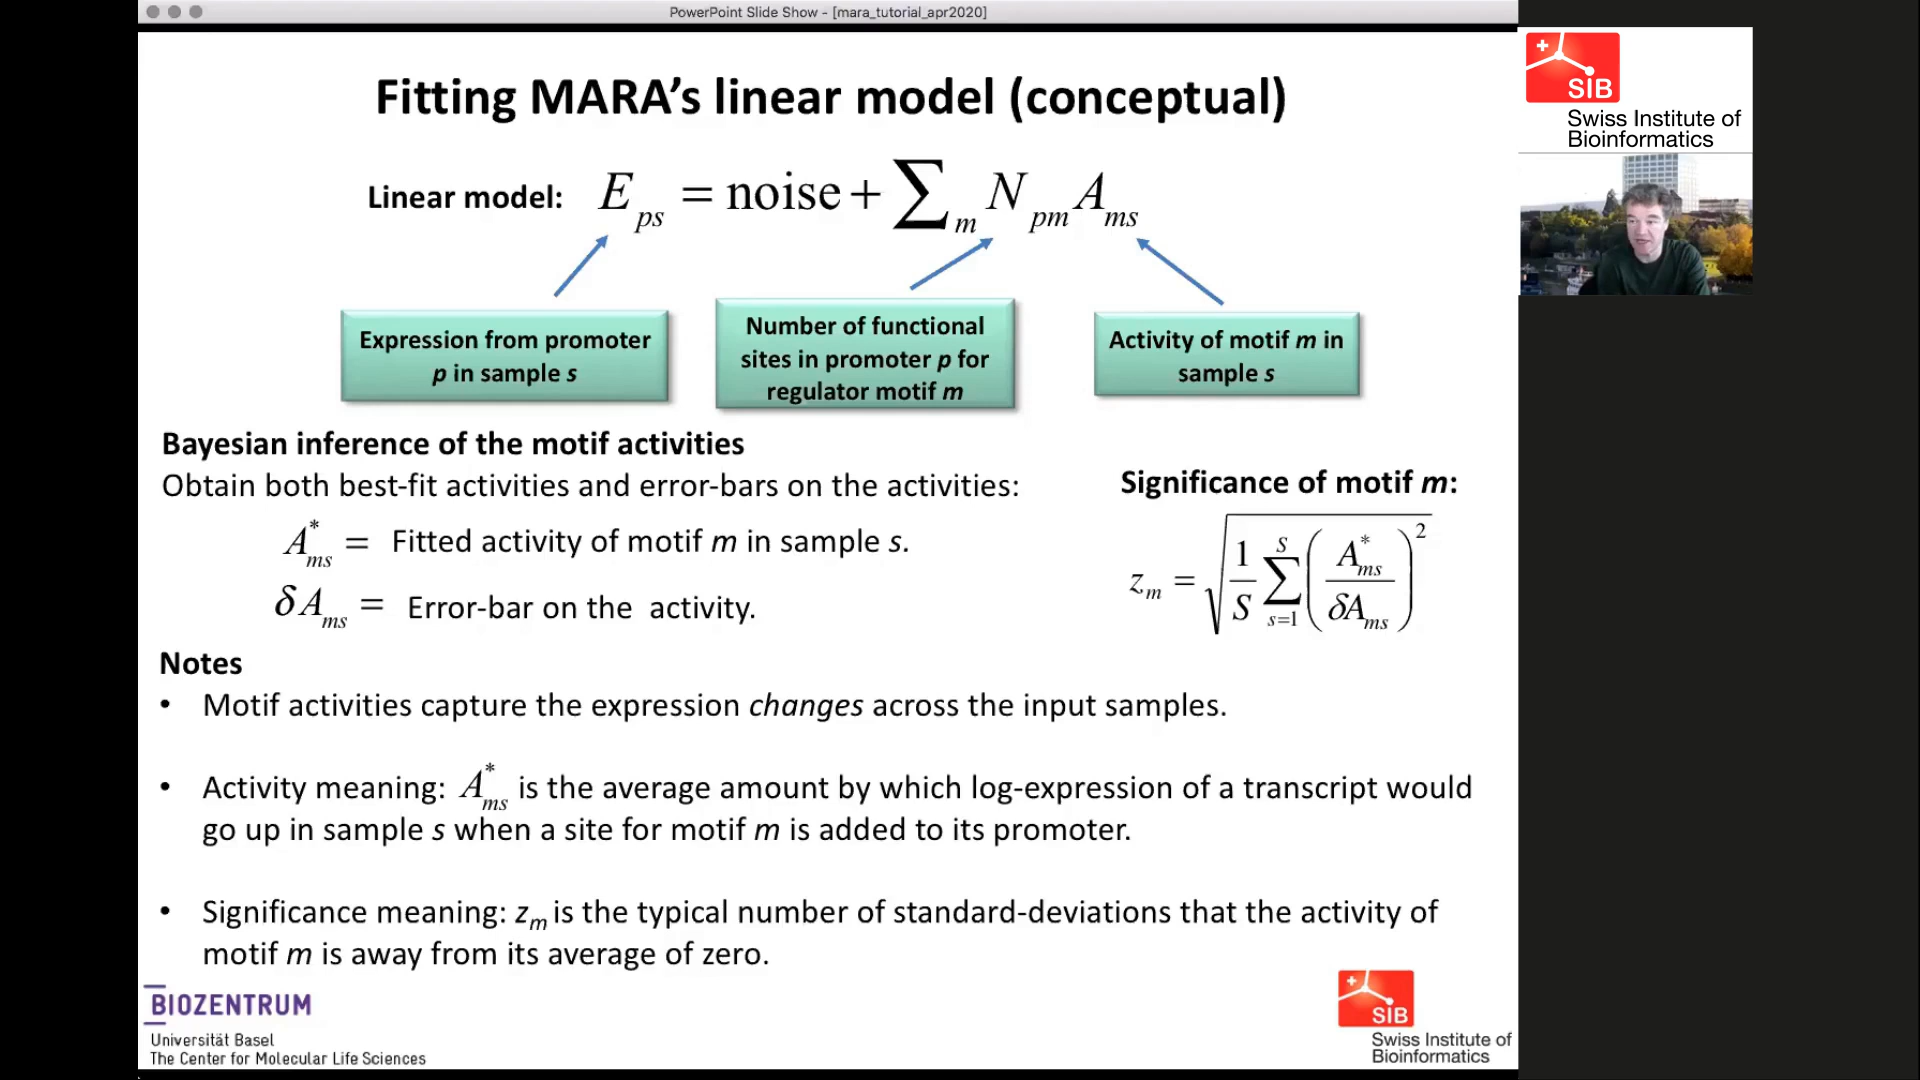 PowerPoint Slide Show - [mara_tutorial_apr2020]
Fitting MARA’s linear model (conceptual)
Linear model: E_ps = noise + ∑_m N_pm A_ms
Expression from promoter
p in sample s
Number of functional
sites in promoter p for
regulator motif m
Activity of motif m in
sample s
Bayesian inference of the motif activities
Obtain both best-fit activities and error-bars on the activities:
A*_ms = Fitted activity of motif m in sample s.
δA_ms = Error-bar on the activity.
Significance of motif m:
z_m = √(1/S ∑_{s=1}^{S} (A*_ms / δA_ms)^2)
Notes
• Motif activities capture the expression changes across the input samples.
• Activity meaning: A*_ms is the average amount by which log-expression of a transcript would
go up in sample s when a site for motif m is added to its promoter.
• Significance meaning: z_m is the typical number of standard-deviations that the activity of
motif m is away from its average of zero.
BIOZENTRUM
Universität Basel
The Center for Molecular Life Sciences
SIB
Swiss Institute of
Bioinformatics
SIB
Swiss Institute of
Bioinformatics